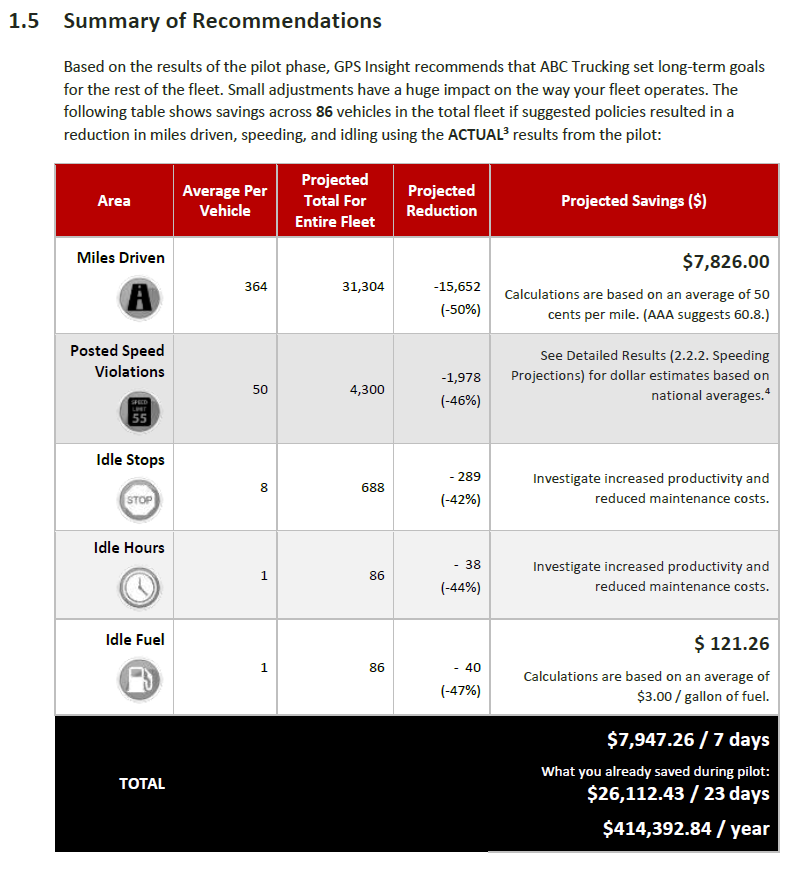 1.5 Summary of Recommendations
Based on the results of the pilot phase, GPS Insight recommends that ABC Trucking set long-term goals
for the rest of the fleet. Small adjustments have a huge impact on the way your fleet operates. The
following table shows savings across 86 vehicles in the total fleet if suggested policies resulted in a
reduction in miles driven, speeding, and idling using the ACTUAL³ results from the pilot:
Area
Average Per
Vehicle
Projected
Total For
Entire Fleet
Projected
Reduction
Projected Savings ($)
Miles Driven
364
31,304
-15,652
(-50%)
$7,826.00
Calculations are based on an average of 50
cents per mile. (AAA suggests 60.8.)
Posted Speed
Violations
SPEED
LIMIT
55
50
4,300
-1,978
(-46%)
See Detailed Results (2.2.2. Speeding
Projections) for dollar estimates based on
national averages.⁴
Idle Stops
STOP
8
688
- 289
(-42%)
Investigate increased productivity and
reduced maintenance costs.
Idle Hours
1
86
- 38
(-44%)
Investigate increased productivity and
reduced maintenance costs.
Idle Fuel
1
86
- 40
(-47%)
$ 121.26
Calculations are based on an average of
$3.00 / gallon of fuel.
TOTAL
$7,947.26 / 7 days
What you already saved during pilot:
$26,112.43 / 23 days
$414,392.84 / year